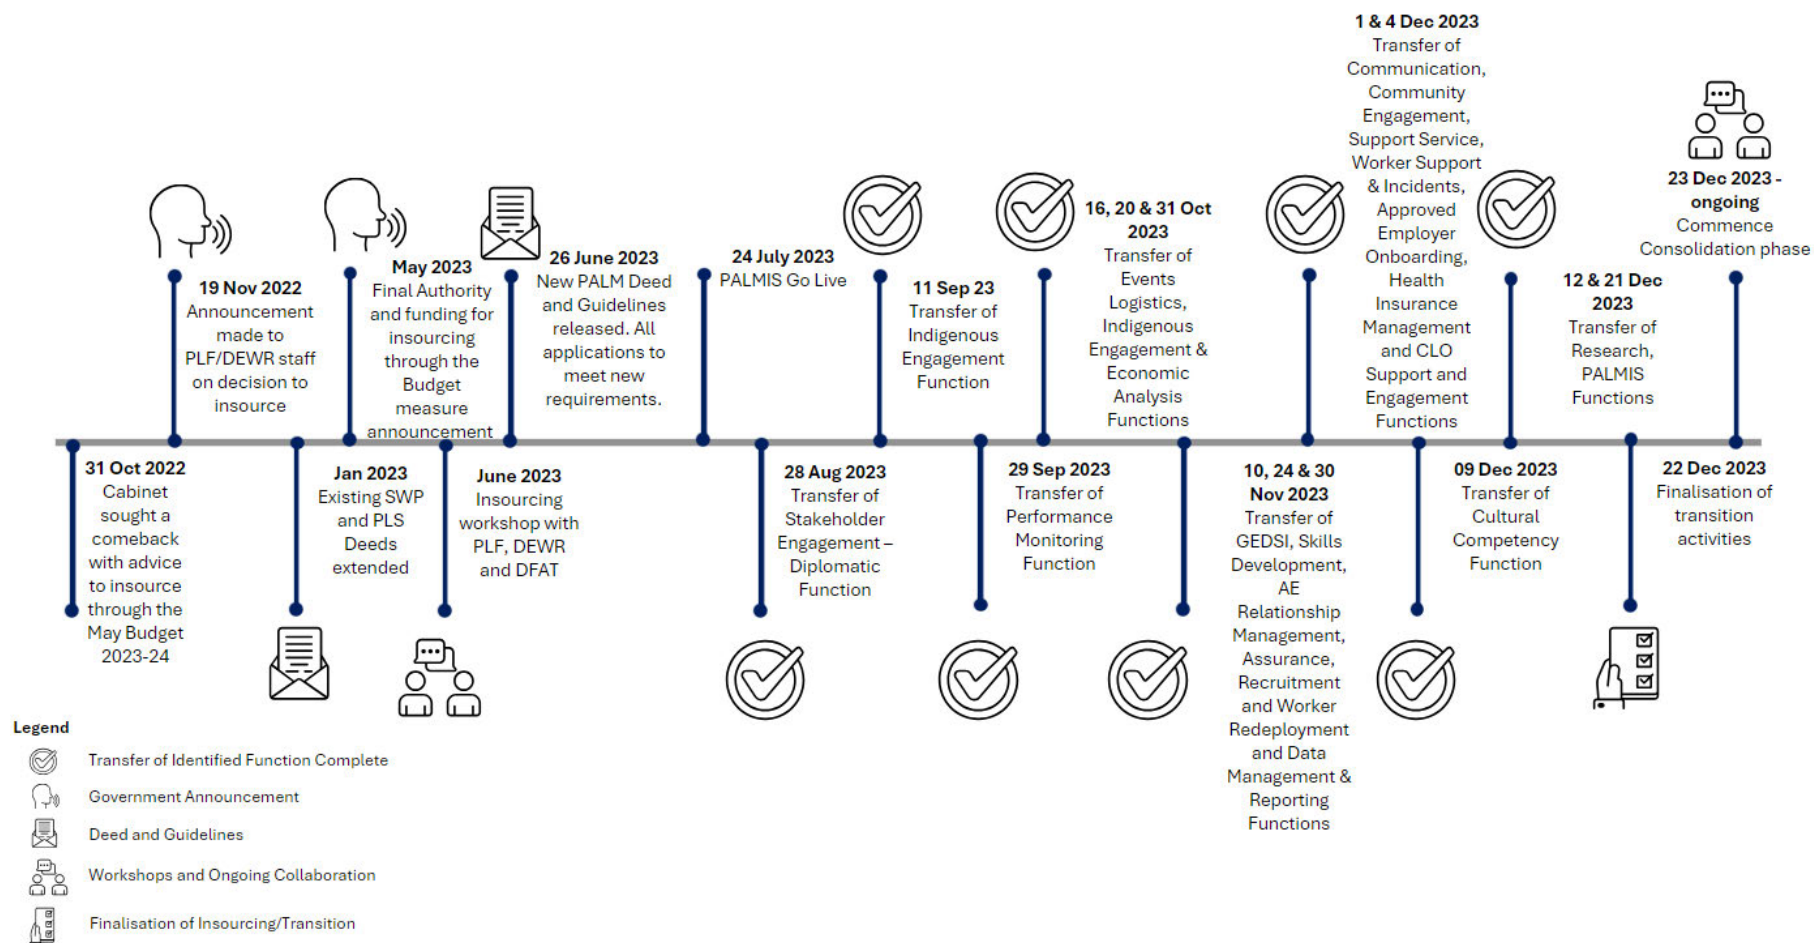 31 Oct 2022
Cabinet
sought a
comeback
with advice
to insource
through the
May Budget
2023-24
19 Nov 2022
Announcement
made to
PLF/DEWR staff
on decision to
insource
Jan 2023
Existing SWP
and PLS
Deeds
extended
May 2023
Final Authority
and funding for
insourcing
through the
Budget
measure
announcement
June 2023
Insourcing
workshop with
PLF, DEWR
and DFAT
26 June 2023
New PALM Deed
and Guidelines
released. All
applications to
meet new
requirements.
24 July 2023
PALMIS Go Live
28 Aug 2023
Transfer of
Stakeholder
Engagement –
Diplomatic
Function
11 Sep 23
Transfer of
Indigenous
Engagement
Function
29 Sep 2023
Transfer of
Performance
Monitoring
Function
16, 20 & 31 Oct
2023
Transfer of
Events
Logistics,
Indigenous
Engagement &
Economic
Analysis
Functions
10, 24 & 30
Nov 2023
Transfer of
GEDSI, Skills
Development,
AE
Relationship
Management,
Assurance,
Recruitment
and Worker
Redeployment
and Data
Management &
Reporting
Functions
1 & 4 Dec 2023
Transfer of
Communication,
Community
Engagement,
Support Service,
Worker Support
& Incidents,
Approved
Employer
Onboarding,
Health
Insurance
Management
and CLO
Support and
Engagement
Functions
09 Dec 2023
Transfer of
Cultural
Competency
Function
12 & 21 Dec
2023
Transfer of
Research,
PALMIS
Functions
22 Dec 2023
Finalisation of
transition
activities
23 Dec 2023 -
ongoing
Commence
Consolidation phase
Legend
Transfer of Identified Function Complete
Government Announcement
Deed and Guidelines
Workshops and Ongoing Collaboration
Finalisation of Insourcing/Transition